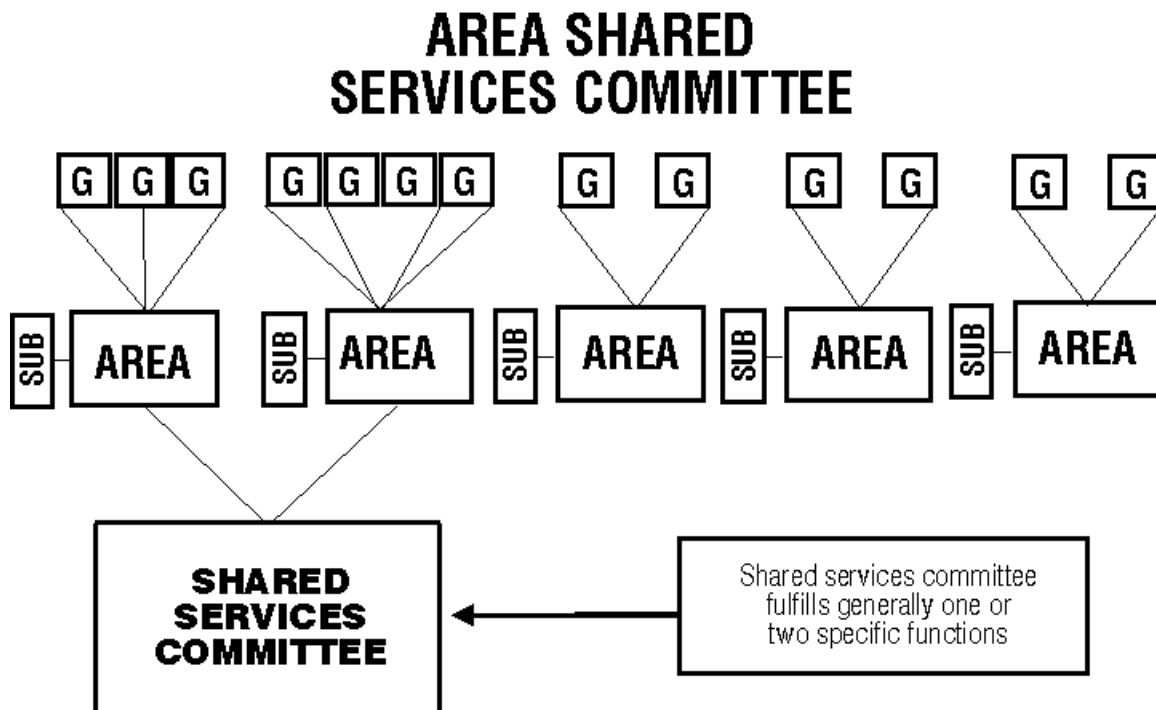 AREA SHARED
SERVICES COMMITTEE
G G G G G G G G G G G G G
SUB AREA SUB AREA SUB AREA SUB AREA SUB AREA
SHARED
SERVICES
COMMITTEE
Shared services committee
fulfills generally one or
two specific functions